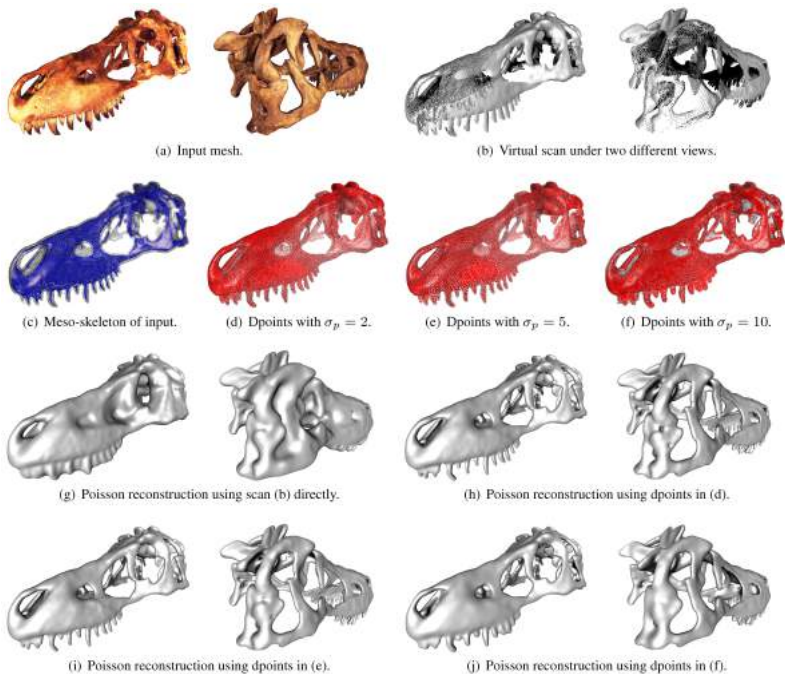 (a) Input mesh.
(b) Virtual scan under two different views.
(c) Meso-skeleton of input.
(d) Dpoints with σp = 2.
(e) Dpoints with σp = 5.
(f) Dpoints with σp = 10.
(g) Poisson reconstruction using scan (b) directly.
(h) Poisson reconstruction using dpoints in (d).
(i) Poisson reconstruction using dpoints in (e).
(j) Poisson reconstruction using dpoints in (f).